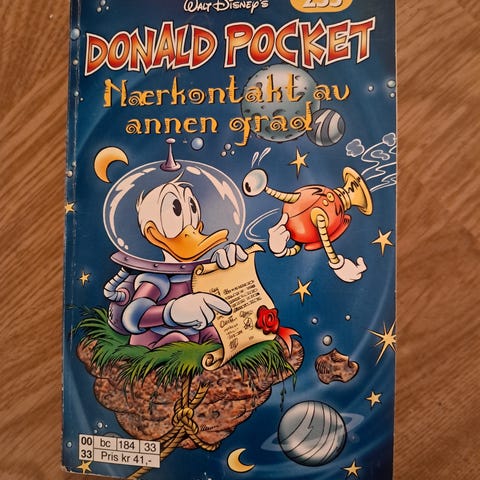 Walt Disney's
DONALD POCKET
Nærkontakt av
annen grad
00 bc 184 33
33 Pris kr 41,-